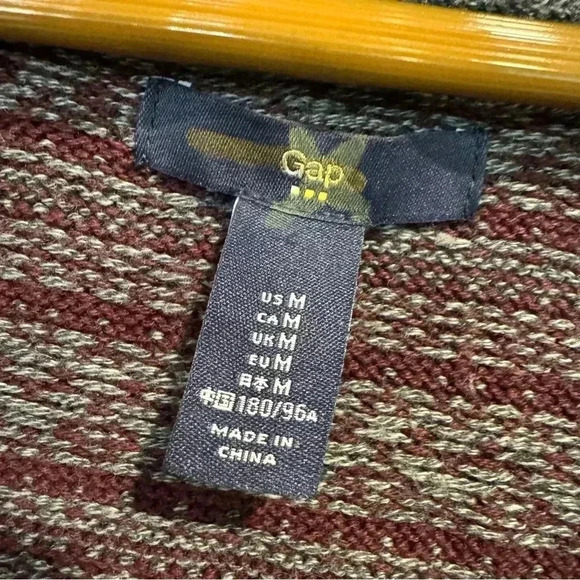 Gap
US M
CA M
UK M
EU M
日本 M
中国 180/96A
MADE IN
CHINA